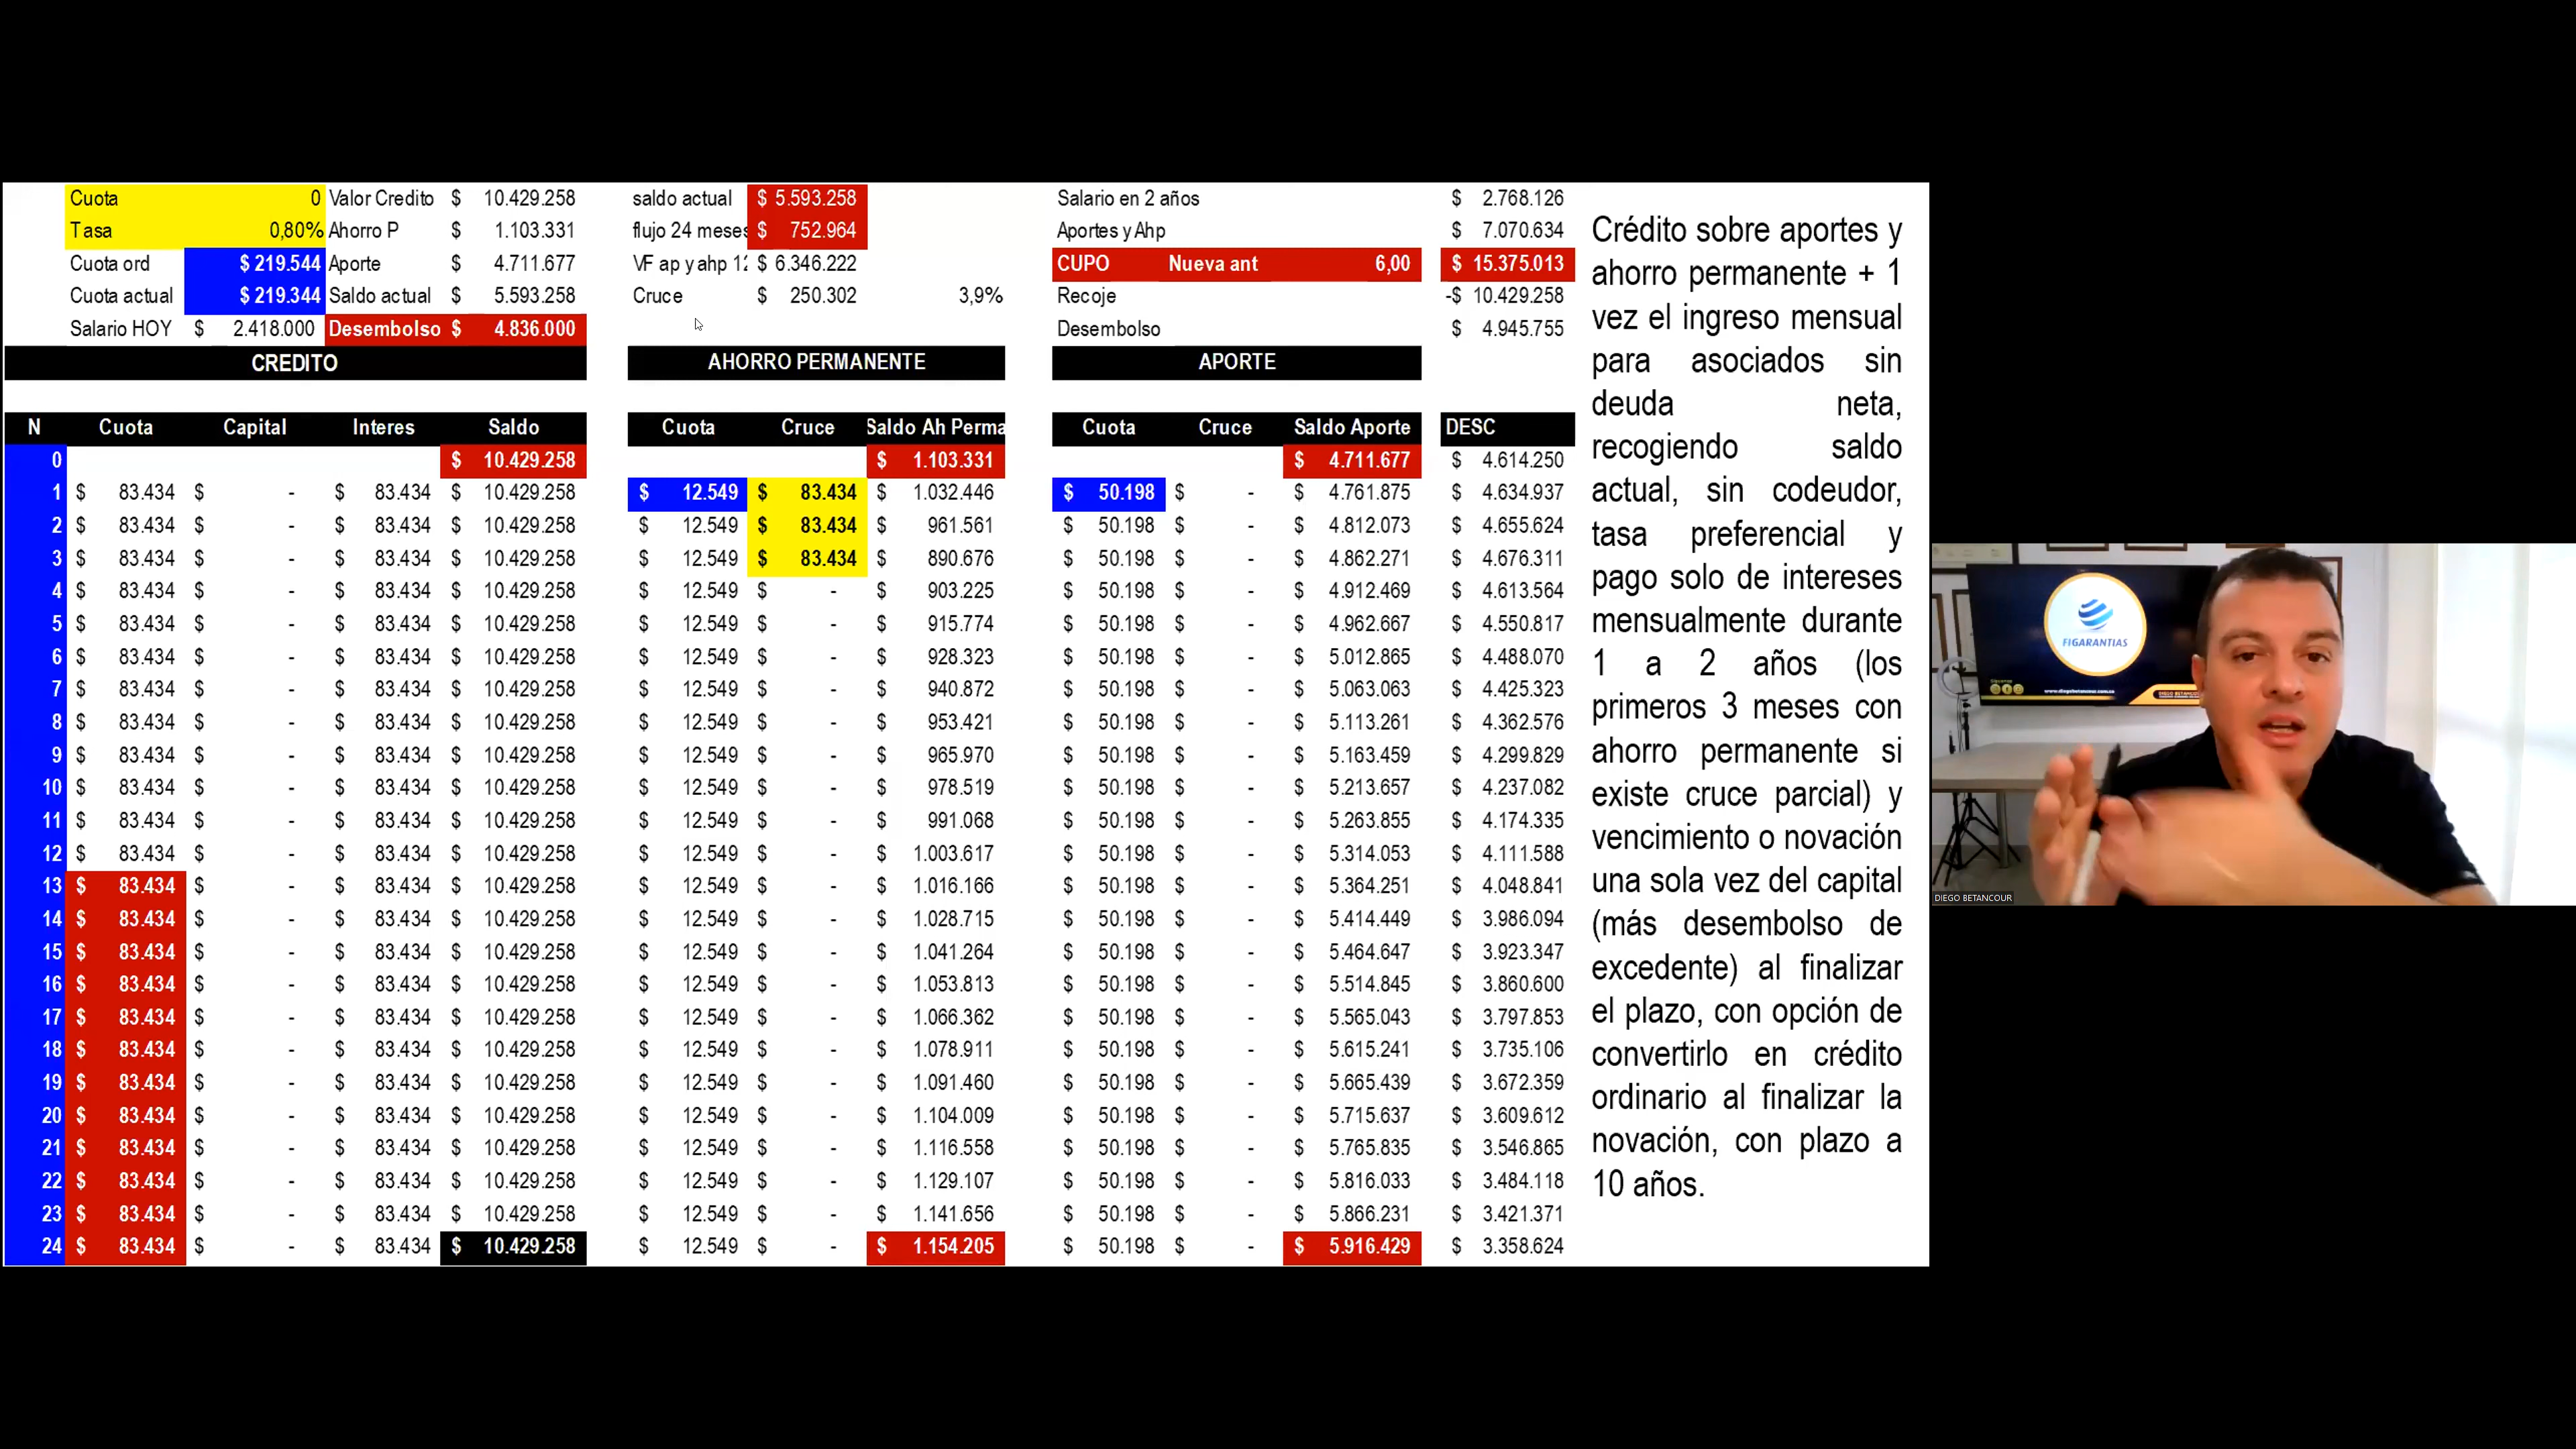 Cuota 0 Valor Credito $ 10.429.258 saldo actual $ 5.593.258 Salario en 2 años $ 2.768.126
Tasa 0,80% Ahorro P $ 1.103.331 flujo 24 meses $ 752.964 Aportes y Ahp $ 7.070.634
Cuota ord $ 219.544 Aporte $ 4.711.677 VF ap y ahp 12 $ 6.346.222 CUPO Nueva ant 6,00 $ 15.375.013
Cuota actual $ 219.344 Saldo actual $ 5.593.258 Cruce $ 250.302 3,9% Recoje -$ 10.429.258
Salario HOY $ 2.418.000 Desembolso $ 4.836.000 Desembolso $ 4.945.755
CREDITO AHORRO PERMANENTE APORTE
N Cuota Capital Interes Saldo Cuota Cruce Saldo Ah Perma Cuota Cruce Saldo Aporte DESC
0 $ 10.429.258 $ 1.103.331 $ 4.711.677 $ 4.614.250
1 $ 83.434 $ - $ 83.434 $ 10.429.258 $ 12.549 $ 83.434 $ 1.032.446 $ 50.198 $ - $ 4.761.875 $ 4.634.937
2 $ 83.434 $ - $ 83.434 $ 10.429.258 $ 12.549 $ 83.434 $ 961.561 $ 50.198 $ - $ 4.812.073 $ 4.655.624
3 $ 83.434 $ - $ 83.434 $ 10.429.258 $ 12.549 $ 83.434 $ 890.676 $ 50.198 $ - $ 4.862.271 $ 4.676.311
4 $ 83.434 $ - $ 83.434 $ 10.429.258 $ 12.549 $ - $ 903.225 $ 50.198 $ - $ 4.912.469 $ 4.613.564
5 $ 83.434 $ - $ 83.434 $ 10.429.258 $ 12.549 $ - $ 915.774 $ 50.198 $ - $ 4.962.667 $ 4.550.817
6 $ 83.434 $ - $ 83.434 $ 10.429.258 $ 12.549 $ - $ 928.323 $ 50.198 $ - $ 5.012.865 $ 4.488.070
7 $ 83.434 $ - $ 83.434 $ 10.429.258 $ 12.549 $ - $ 940.872 $ 50.198 $ - $ 5.063.063 $ 4.425.323
8 $ 83.434 $ - $ 83.434 $ 10.429.258 $ 12.549 $ - $ 953.421 $ 50.198 $ - $ 5.113.261 $ 4.362.576
9 $ 83.434 $ - $ 83.434 $ 10.429.258 $ 12.549 $ - $ 965.970 $ 50.198 $ - $ 5.163.459 $ 4.299.829
10 $ 83.434 $ - $ 83.434 $ 10.429.258 $ 12.549 $ - $ 978.519 $ 50.198 $ - $ 5.213.657 $ 4.237.082
11 $ 83.434 $ - $ 83.434 $ 10.429.258 $ 12.549 $ - $ 991.068 $ 50.198 $ - $ 5.263.855 $ 4.174.335
12 $ 83.434 $ - $ 83.434 $ 10.429.258 $ 12.549 $ - $ 1.003.617 $ 50.198 $ - $ 5.314.053 $ 4.111.588
13 $ 83.434 $ - $ 83.434 $ 10.429.258 $ 12.549 $ - $ 1.016.166 $ 50.198 $ - $ 5.364.251 $ 4.048.841
14 $ 83.434 $ - $ 83.434 $ 10.429.258 $ 12.549 $ - $ 1.028.715 $ 50.198 $ - $ 5.414.449 $ 3.986.094
15 $ 83.434 $ - $ 83.434 $ 10.429.258 $ 12.549 $ - $ 1.041.264 $ 50.198 $ - $ 5.464.647 $ 3.923.347
16 $ 83.434 $ - $ 83.434 $ 10.429.258 $ 12.549 $ - $ 1.053.813 $ 50.198 $ - $ 5.514.845 $ 3.860.600
17 $ 83.434 $ - $ 83.434 $ 10.429.258 $ 12.549 $ - $ 1.066.362 $ 50.198 $ - $ 5.565.043 $ 3.797.853
18 $ 83.434 $ - $ 83.434 $ 10.429.258 $ 12.549 $ - $ 1.078.911 $ 50.198 $ - $ 5.615.241 $ 3.735.106
19 $ 83.434 $ - $ 83.434 $ 10.429.258 $ 12.549 $ - $ 1.091.460 $ 50.198 $ - $ 5.665.439 $ 3.672.359
20 $ 83.434 $ - $ 83.434 $ 10.429.258 $ 12.549 $ - $ 1.104.009 $ 50.198 $ - $ 5.715.637 $ 3.609.612
21 $ 83.434 $ - $ 83.434 $ 10.429.258 $ 12.549 $ - $ 1.116.558 $ 50.198 $ - $ 5.765.835 $ 3.546.865
22 $ 83.434 $ - $ 83.434 $ 10.429.258 $ 12.549 $ - $ 1.129.107 $ 50.198 $ - $ 5.816.033 $ 3.484.118
23 $ 83.434 $ - $ 83.434 $ 10.429.258 $ 12.549 $ - $ 1.141.656 $ 50.198 $ - $ 5.866.231 $ 3.421.371
24 $ 83.434 $ - $ 83.434 $ 10.429.258 $ 12.549 $ - $ 1.154.205 $ 50.198 $ - $ 5.916.429 $ 3.358.624
Crédito sobre aportes y
ahorro permanente + 1
vez el ingreso mensual
para asociados sin
deuda neta,
recogiendo saldo
actual, sin codeudor,
tasa preferencial y
pago solo de intereses
mensualmente durante
1 a 2 años (los
primeros 3 meses con
ahorro permanente si
existe cruce parcial) y
vencimiento o novación
una sola vez del capital
(más desembolso de
excedente) al finalizar
el plazo, con opción de
convertirlo en crédito
ordinario al finalizar la
novación, con plazo a
10 años.
FIGARANTIAS
www.diegobetancour.com.co
DIEGO BETANCOUR